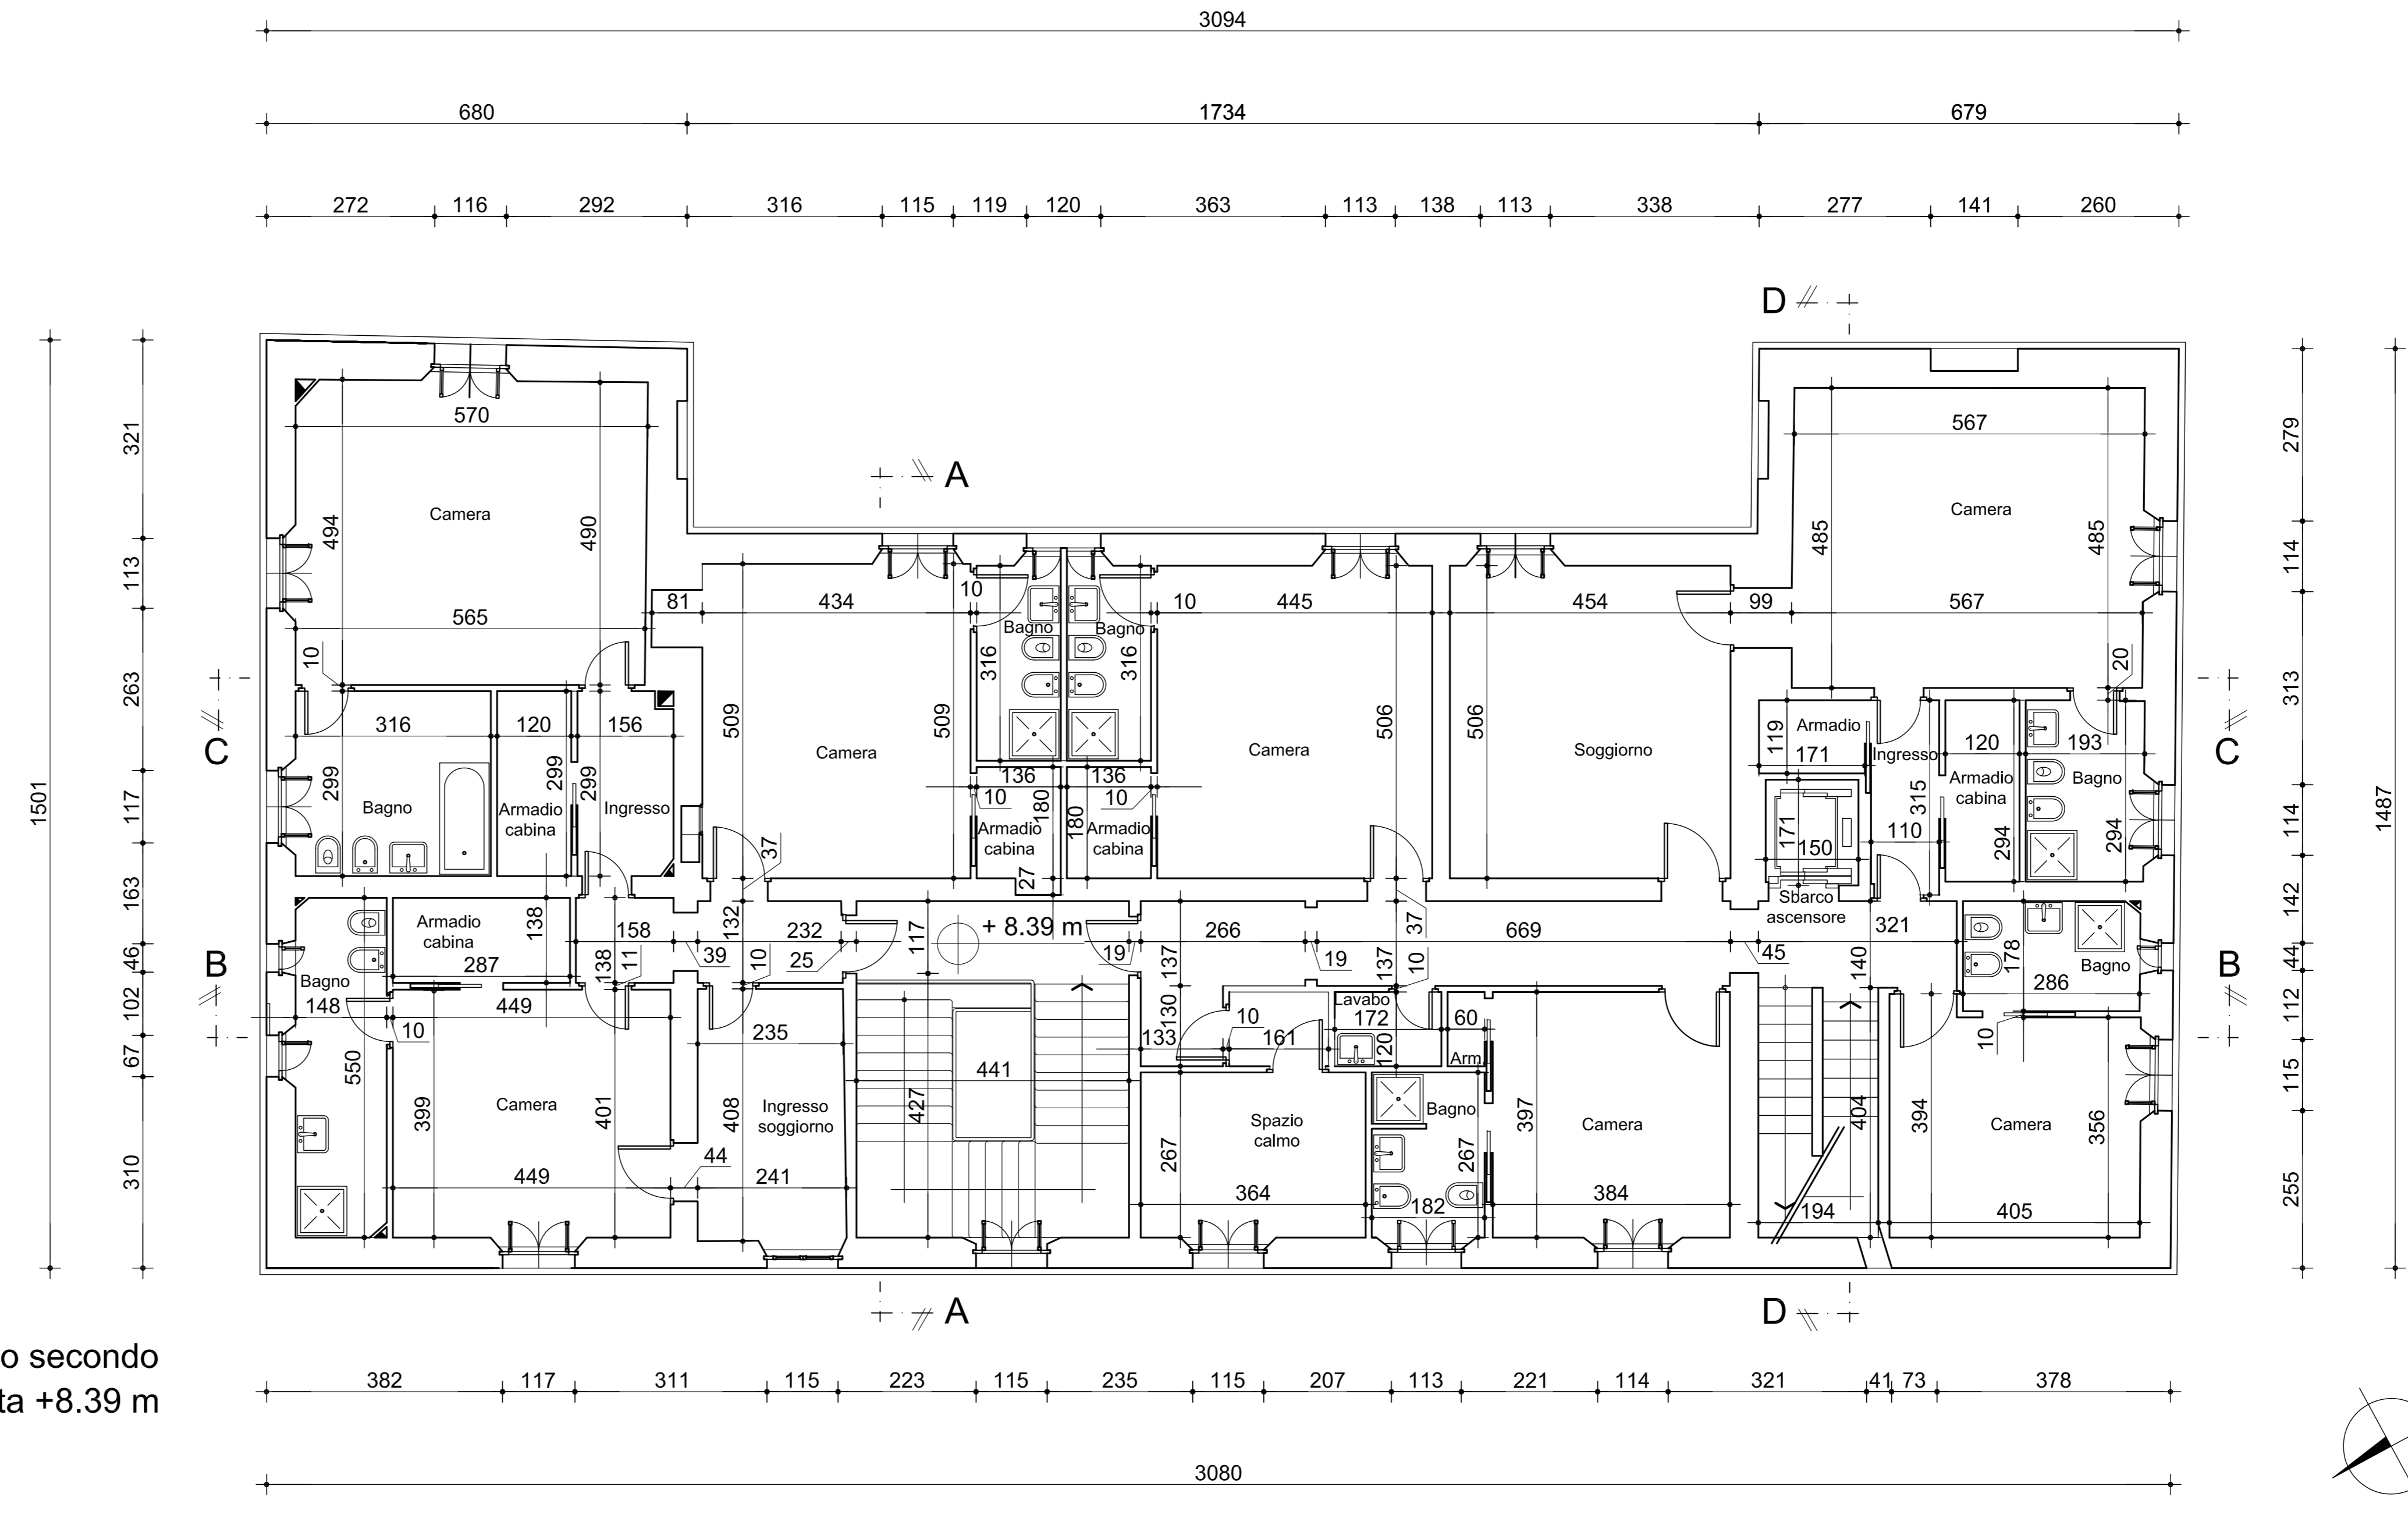 3094
680 1734 679
272 116 292 316 115 119 120 363 113 138 113 338 277 141 260
D
570
567
321
279
A
Camera
Camera
494
490
485
485
113
114
10
81
434
10
10
445
454
99
567
565
Bagno
Bagno
10
20
316
316
263
313
316
120
156
509
509
506
506
119
Armadio
171
Ingresso
120
193
C
Camera
Camera
Soggiorno
C
299
299
299
136
136
10
10
Armadio
cabina
Bagno
1501
117
Bagno
Armadio
cabina
Ingresso
180
180
Armadio
cabina
Armadio
cabina
171
150
315
110
294
294
114
1487
37
27
163
142
Armadio
cabina
138
Sbarco
ascensore
158
132
232
117
+ 8.39 m
266
37
669
321
B
46
Bagno
287
138
11
39
10
25
19
137
19
137
10
45
140
178
Bagno
44
B
148
449
10
102
130
10
Lavabo
172
60
286
112
235
133
161
120
Arm.
10
67
550
441
115
399
Camera
401
408
Ingresso
soggiorno
427
Spazio
calmo
Bagno
397
Camera
404
394
Camera
356
310
449
44
241
267
267
255
364
182
384
194
405
A
D
o secondo
ta +8.39 m
382 117 311 115 223 115 235 115 207 113 221 114 321 41 73 378
3080